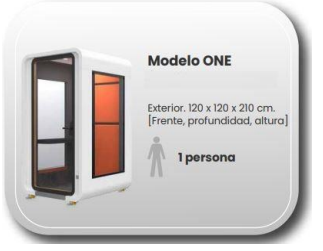 Modelo ONE
Exterior. 120 x 120 x 210 cm.
[Frente, profundidad, altura]
1 persona